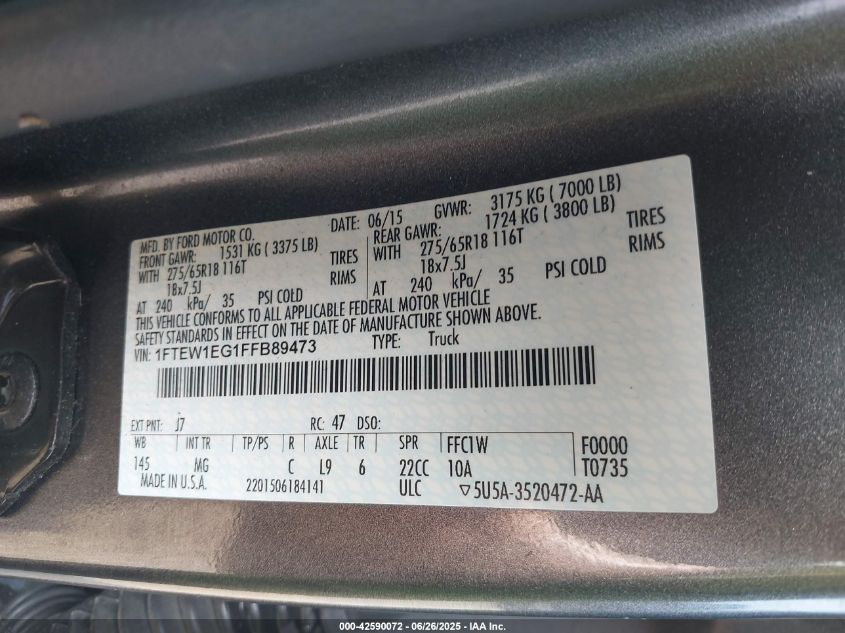 MFD. BY FORD MOTOR CO.
DATE: 06/15 GVWR: 3175 KG ( 7000 LB)
FRONT GAWR: 1531 KG ( 3375 LB)
REAR GAWR: 1724 KG ( 3800 LB)
WITH 275/65R18 116T TIRES
WITH 275/65R18 116T TIRES
18x7.5J RIMS
18x7.5J RIMS
AT 240 kPa/ 35 PSI COLD
AT 240 kPa/ 35 PSI COLD
THIS VEHICLE CONFORMS TO ALL APPLICABLE FEDERAL MOTOR VEHICLE
SAFETY STANDARDS IN EFFECT ON THE DATE OF MANUFACTURE SHOWN ABOVE.
VIN: 1FTEW1EG1FFB89473 TYPE: Truck
EXT PNT: J7 RC: 47 DSO:
WB INT TR TP/PS R AXLE TR SPR FFC1W F0000
145 MG C L9 6 22CC 10A T0735
MADE IN U.S.A. 2201506184141 ULC ▽5U5A-3520472-AA
000-42590072 - 06/26/2025 - IAA Inc.